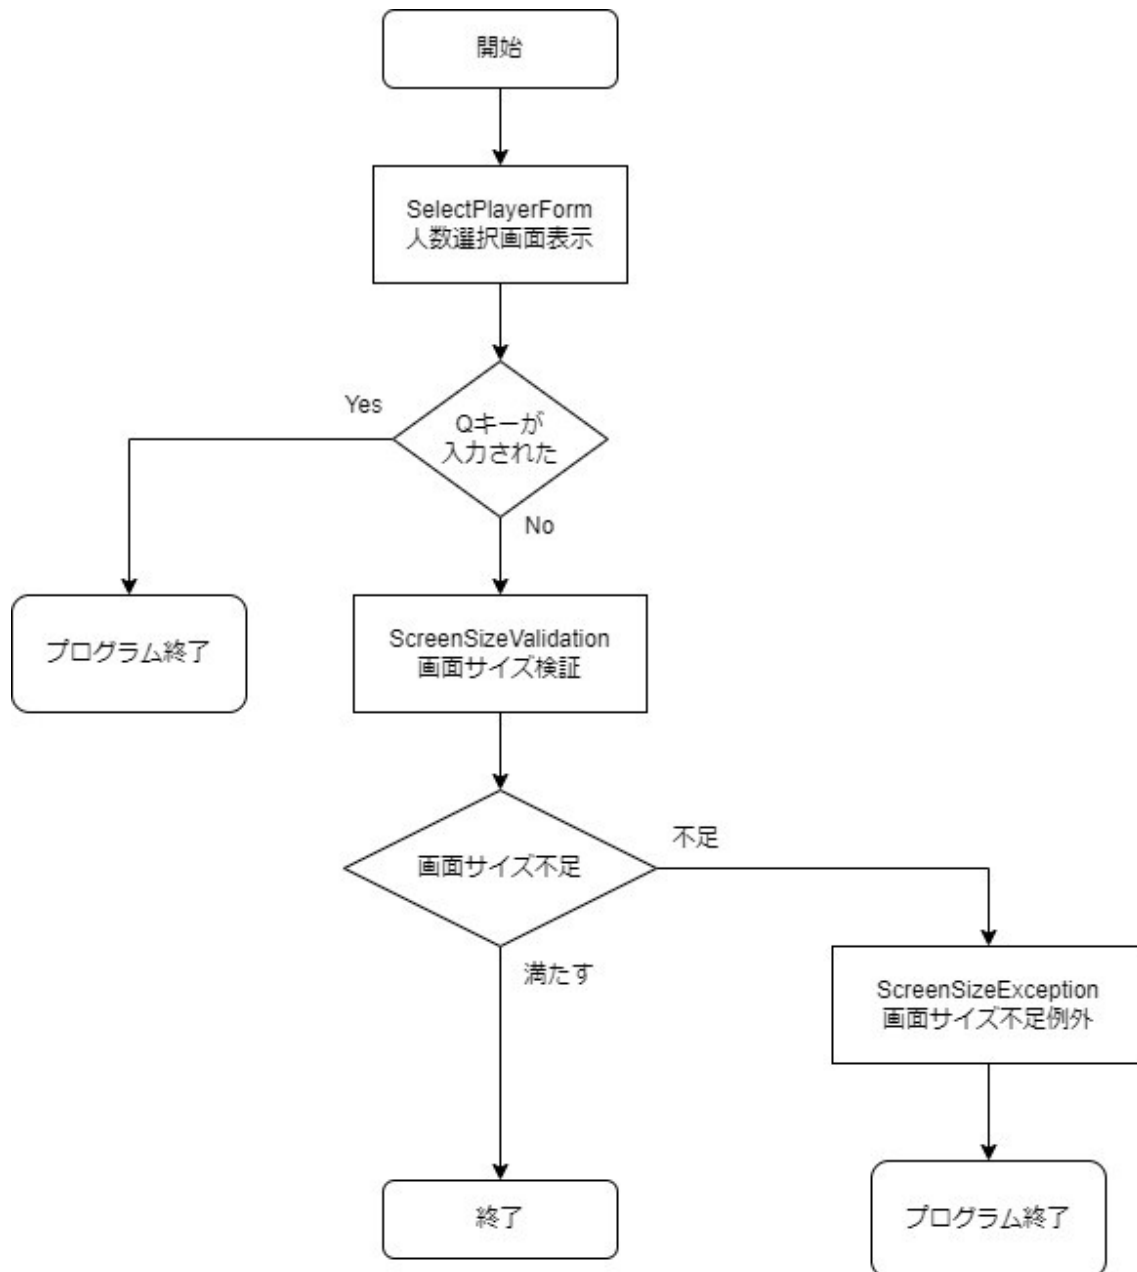 開始
SelectPlayerForm
人数選択画面表示
Yes
Qキーが
入力された
No
プログラム終了
ScreenSizeValidation
画面サイズ検証
不足
画面サイズ不足
満たす
ScreenSizeException
画面サイズ不足例外
終了
プログラム終了